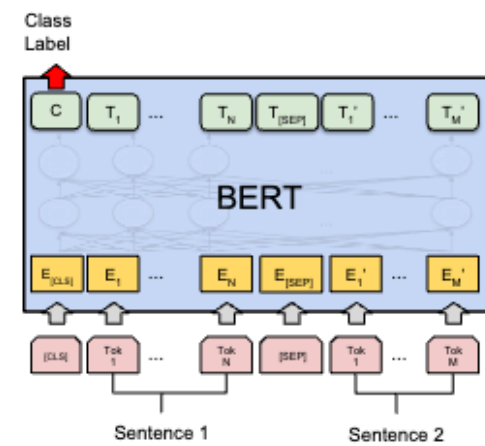 Class
Label
C T1 ... TN T[SEP] T1' ... TM'
BERT
E[CLS] E1 ... EN E[SEP] E1' ... EM'
[CLS] Tok 1 ... Tok N [SEP] Tok 1 ... Tok M
Sentence 1 Sentence 2